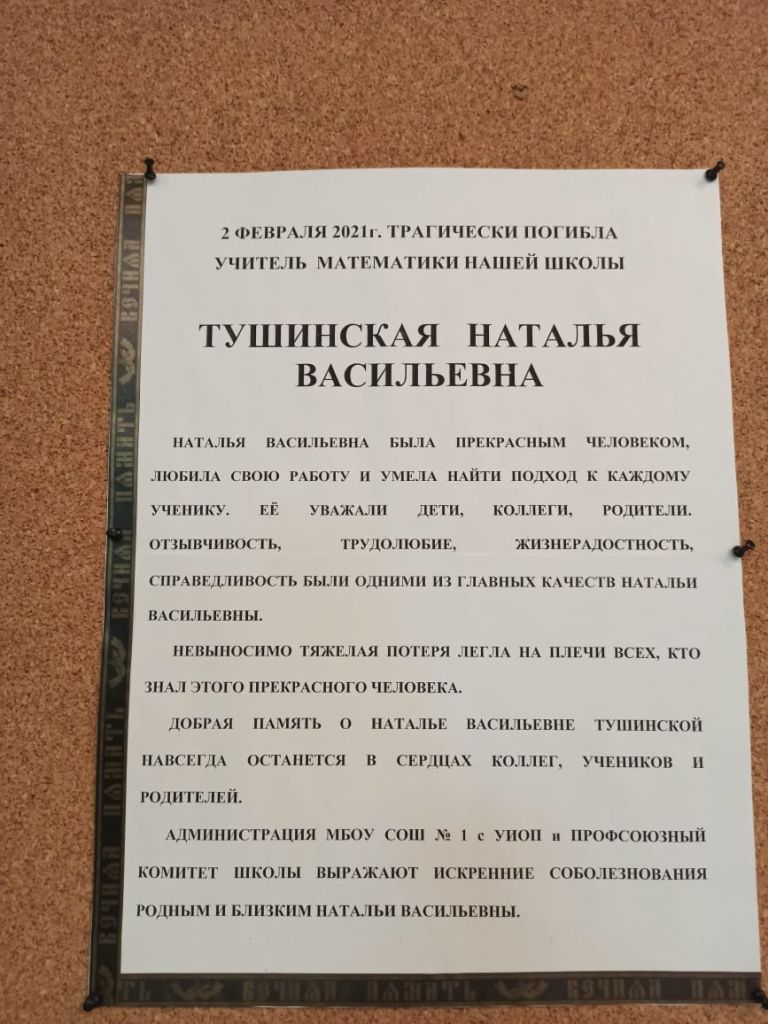 2 ФЕВРАЛЯ 2021г. ТРАГИЧЕСКИ ПОГИБЛА
УЧИТЕЛЬ МАТЕМАТИКИ НАШЕЙ ШКОЛЫ
ТУШИНСКАЯ НАТАЛЬЯ
ВАСИЛЬЕВНА
НАТАЛЬЯ ВАСИЛЬЕВНА БЫЛА ПРЕКРАСНЫМ ЧЕЛОВЕКОМ,
ЛЮБИЛА СВОЮ РАБОТУ И УМЕЛА НАЙТИ ПОДХОД К КАЖДОМУ
УЧЕНИКУ. ЕЁ УВАЖАЛИ ДЕТИ, КОЛЛЕГИ, РОДИТЕЛИ.
ОТЗЫВЧИВОСТЬ, ТРУДОЛЮБИЕ, ЖИЗНЕРАДОСТНОСТЬ,
СПРАВЕДЛИВОСТЬ БЫЛИ ОДНИМИ ИЗ ГЛАВНЫХ КАЧЕСТВ НАТАЛЬИ
ВАСИЛЬЕВНЫ.
НЕВЫНОСИМО ТЯЖЕЛАЯ ПОТЕРЯ ЛЕГЛА НА ПЛЕЧИ ВСЕХ, КТО
ЗНАЛ ЭТОГО ПРЕКРАСНОГО ЧЕЛОВЕКА.
ДОБРАЯ ПАМЯТЬ О НАТАЛЬЕ ВАСИЛЬЕВНЕ ТУШИНСКОЙ
НАВСЕГДА ОСТАНЕТСЯ В СЕРДЦАХ КОЛЛЕГ, УЧЕНИКОВ И
РОДИТЕЛЕЙ.
АДМИНИСТРАЦИЯ МБОУ СОШ № 1 с УИОП и ПРОФСОЮЗНЫЙ
КОМИТЕТ ШКОЛЫ ВЫРАЖАЮТ ИСКРЕННИЕ СОБОЛЕЗНОВАНИЯ
РОДНЫМ И БЛИЗКИМ НАТАЛЬИ ВАСИЛЬЕВНЫ.
ВЕЧНАЯ ПАМЯТЬ ВЕЧНАЯ ПАМЯТЬ ВЕЧНАЯ
ВЕЧНАЯ ПАМЯТЬ